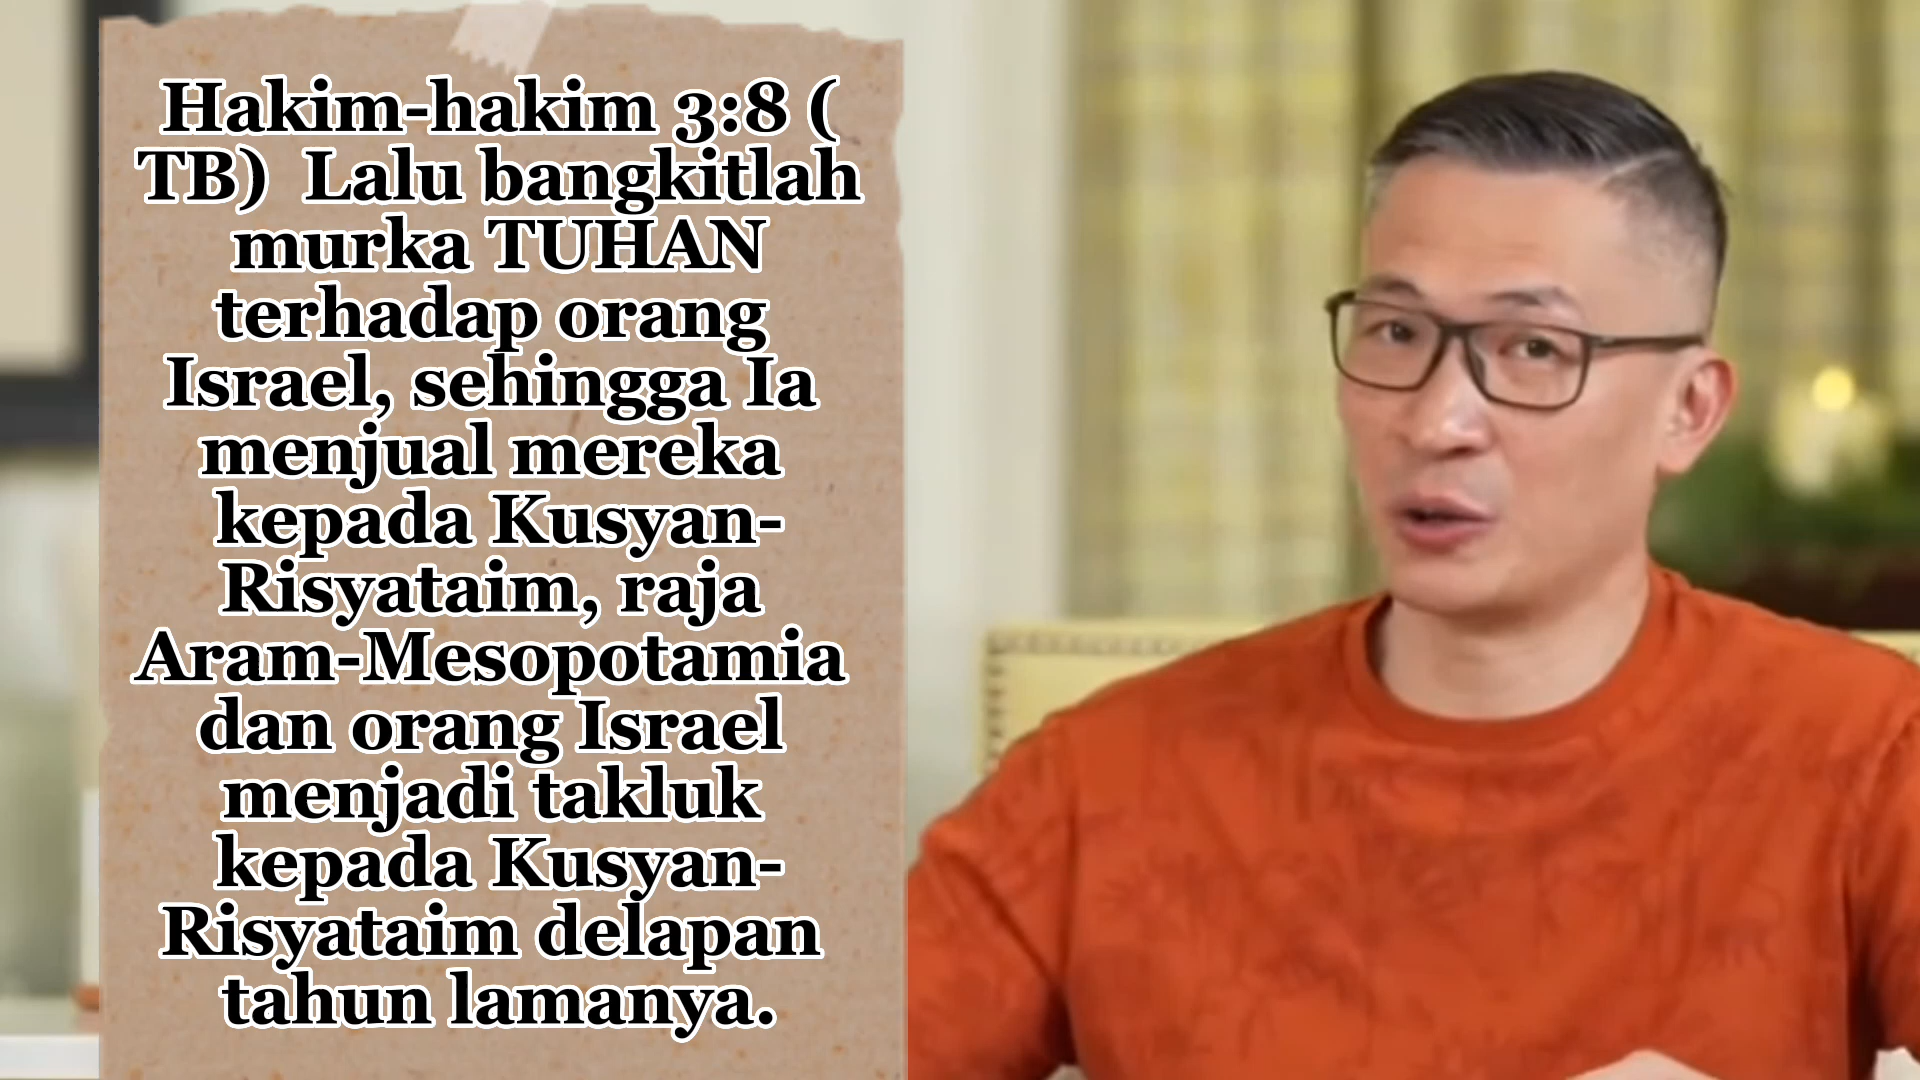 Hakim-hakim 3:8 (
TB)  Lalu bangkitlah
murka TUHAN
terhadap orang
Israel, sehingga Ia
menjual mereka
kepada Kusyan-
Risyataim, raja
Aram-Mesopotamia
dan orang Israel
menjadi takluk
kepada Kusyan-
Risyataim delapan
tahun lamanya.